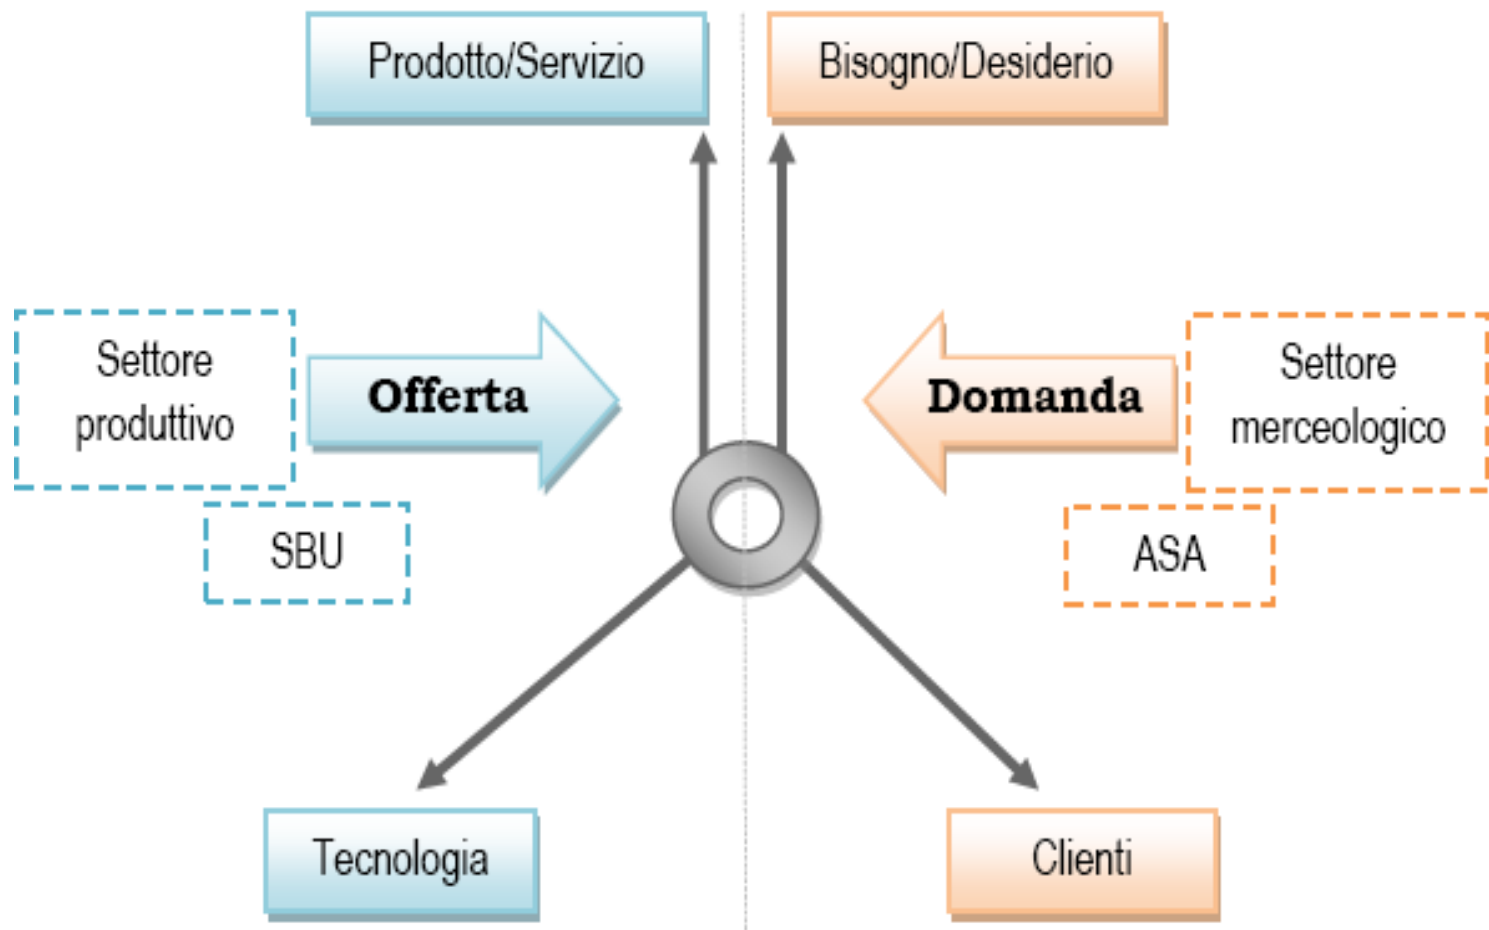 Prodotto/Servizio
Bisogno/Desiderio
Settore
produttivo
Offerta
Domanda
Settore
merceologico
SBU
ASA
Tecnologia
Clienti